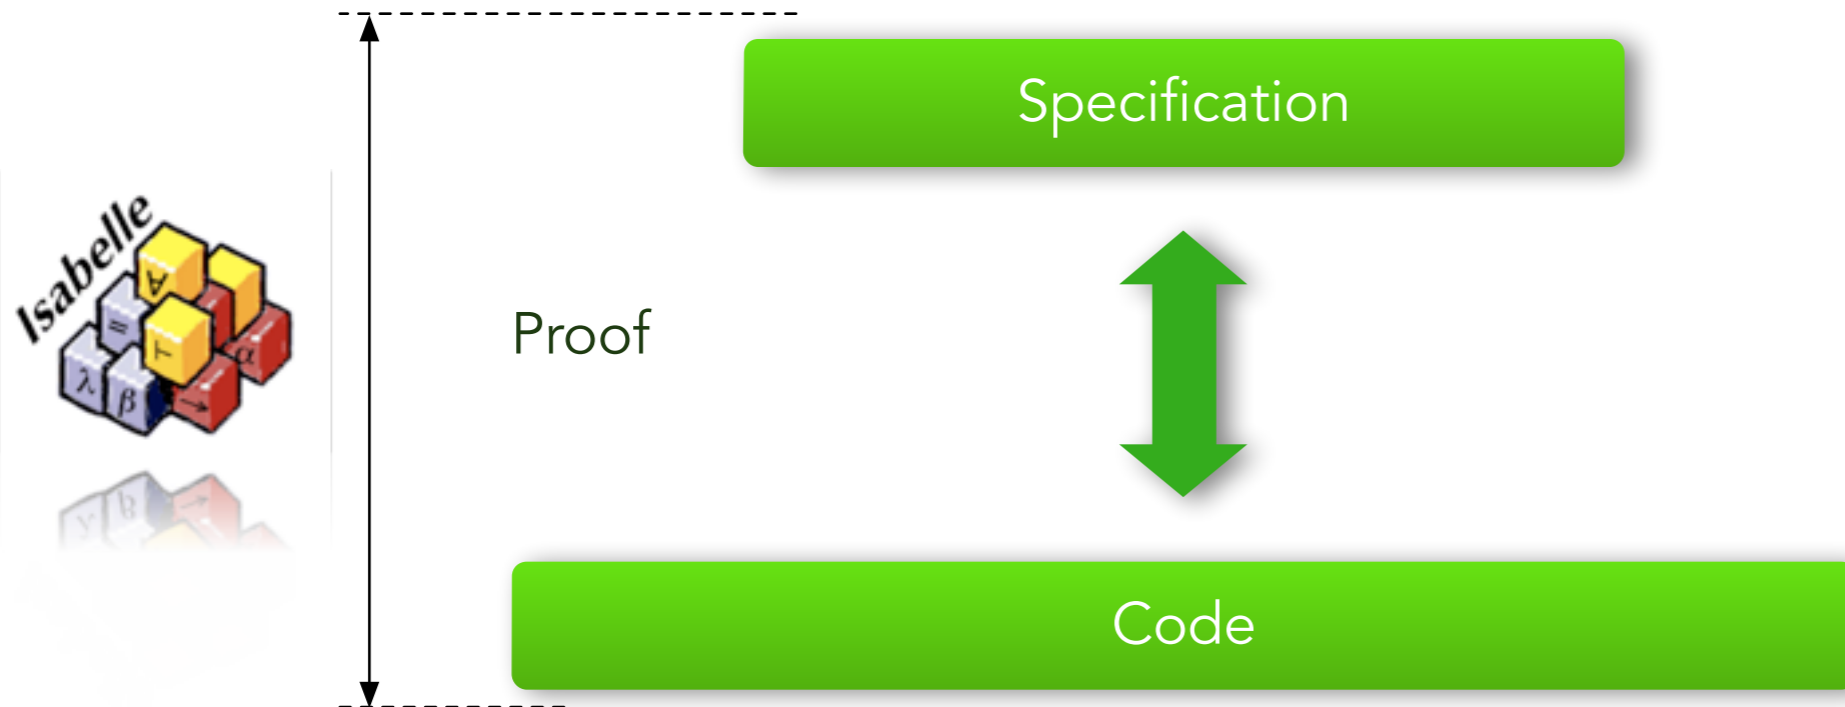 Specification
Isabelle
∀
=
⊢
α
λ
β
→
Proof
Code